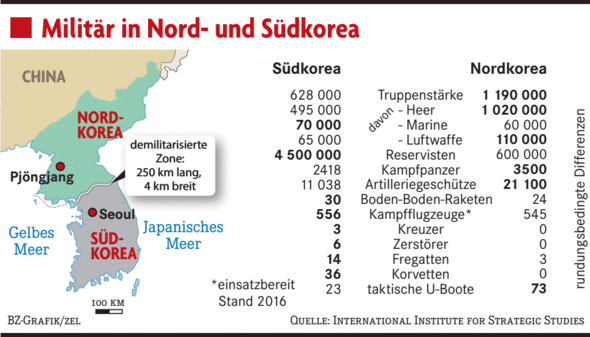 Militär in Nord- und Südkorea
CHINA
NORD-
KOREA
demilitarisierte
Zone:
250 km lang,
4 km breit
Pjöngjang
Seoul
Gelbes
Meer
SÜD-
KOREA
Japanisches
Meer
100 KM
Südkorea Nordkorea
628 000 Truppenstärke 1 190 000
495 000 davon - Heer 1 020 000
70 000 - Marine 60 000
65 000 - Luftwaffe 110 000
4 500 000 Reservisten 600 000
2418 Kampfpanzer 3500
11 038 Artilleriegeschütze 21 100
30 Boden-Boden-Raketen 24
556 Kampfflugzeuge* 545
3 Kreuzer 0
6 Zerstörer 0
14 Fregatten 3
36 Korvetten 0
23 taktische U-Boote 73
*einsatzbereit
Stand 2016
rundungsbedingte Differenzen
BZ-GRAFIK/ZEL
QUELLE: INTERNATIONAL INSTITUTE FOR STRATEGIC STUDIES